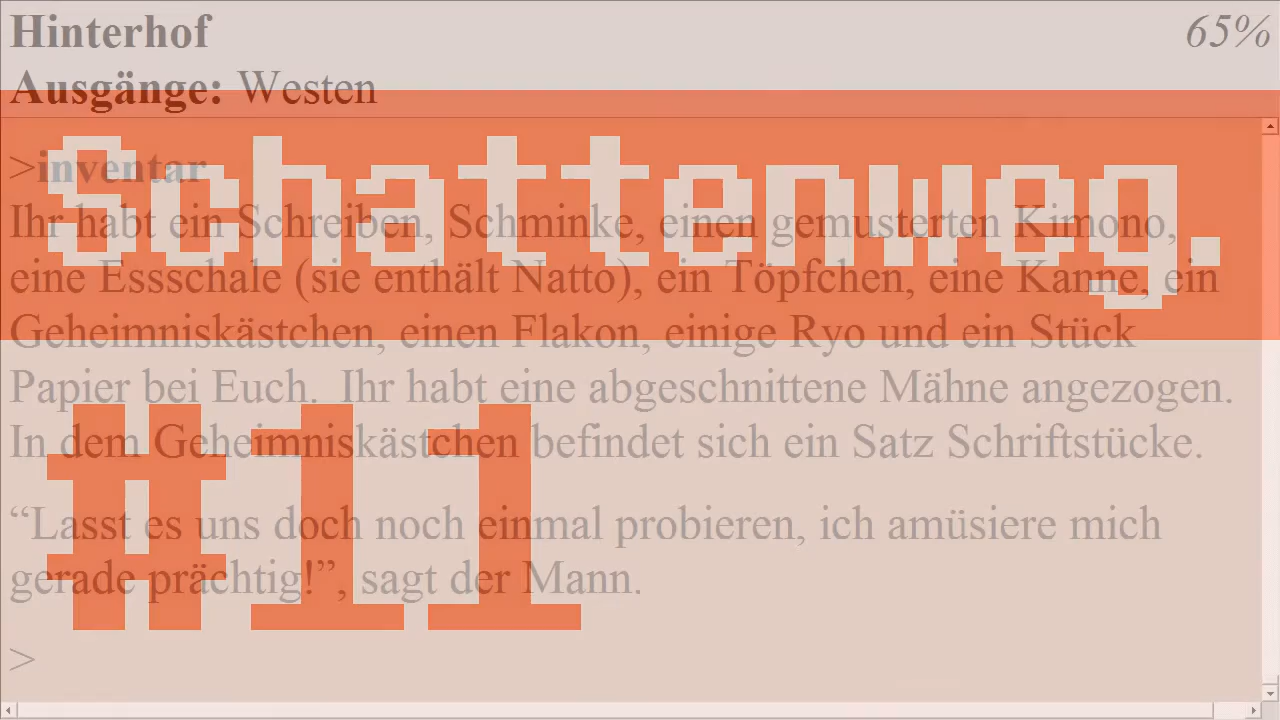 Hinterhof 65%
Ausgänge: Westen
Schattenweg.
>inventar
Ihr habt ein Schreiben, Schminke, einen gemusterten Kimono,
eine Essschale (sie enthält Natto), ein Töpfchen, eine Kanne, ein
Geheimniskästchen, einen Flakon, einige Ryo und ein Stück
Papier bei Euch. Ihr habt eine abgeschnittene Mähne angezogen.
In dem Geheimniskästchen befindet sich ein Satz Schriftstücke.
#11
“Lasst es uns doch noch einmal probieren, ich amüsiere mich
gerade prächtig!”, sagt der Mann.
>